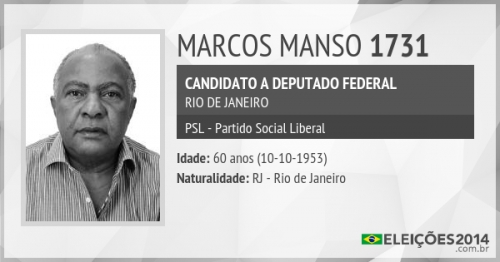 MARCOS MANSO 1731
CANDIDATO A DEPUTADO FEDERAL
RIO DE JANEIRO
PSL - Partido Social Liberal
Idade: 60 anos (10-10-1953)
Naturalidade: RJ - Rio de Janeiro
ELEIÇÕES2014
.com.br